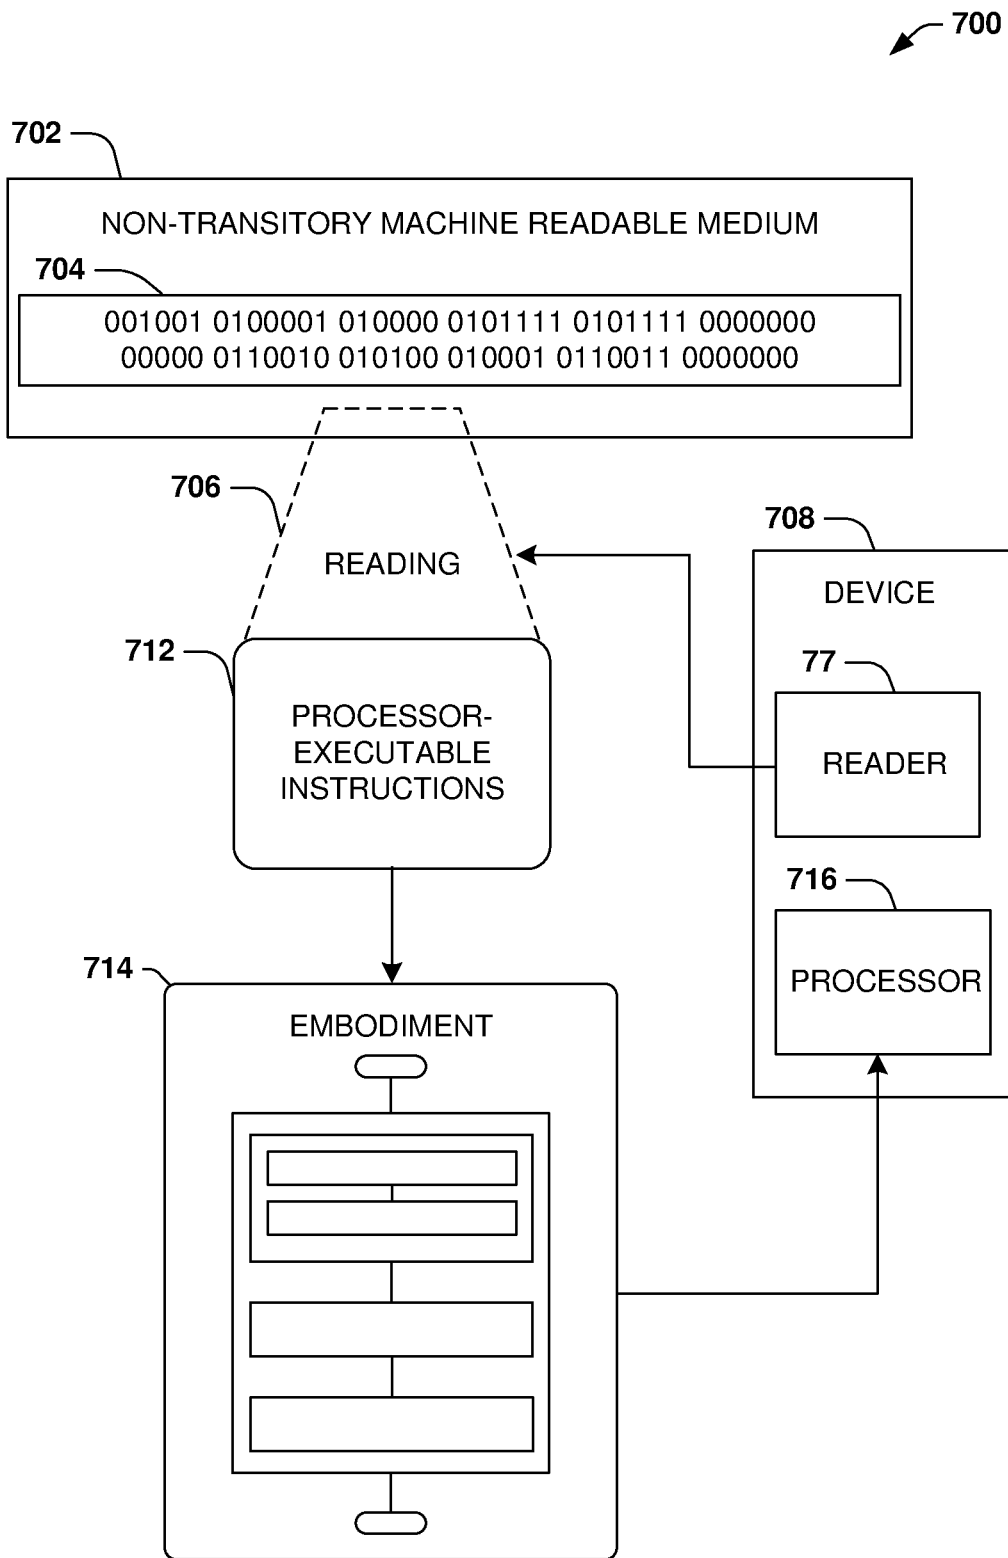 700
702
NON-TRANSITORY MACHINE READABLE MEDIUM
704
001001 0100001 010000 0101111 0101111 0000000
00000 0110010 010100 010001 0110011 0000000
706
READING
708
DEVICE
712
PROCESSOR-
EXECUTABLE
INSTRUCTIONS
77
READER
716
PROCESSOR
714
EMBODIMENT